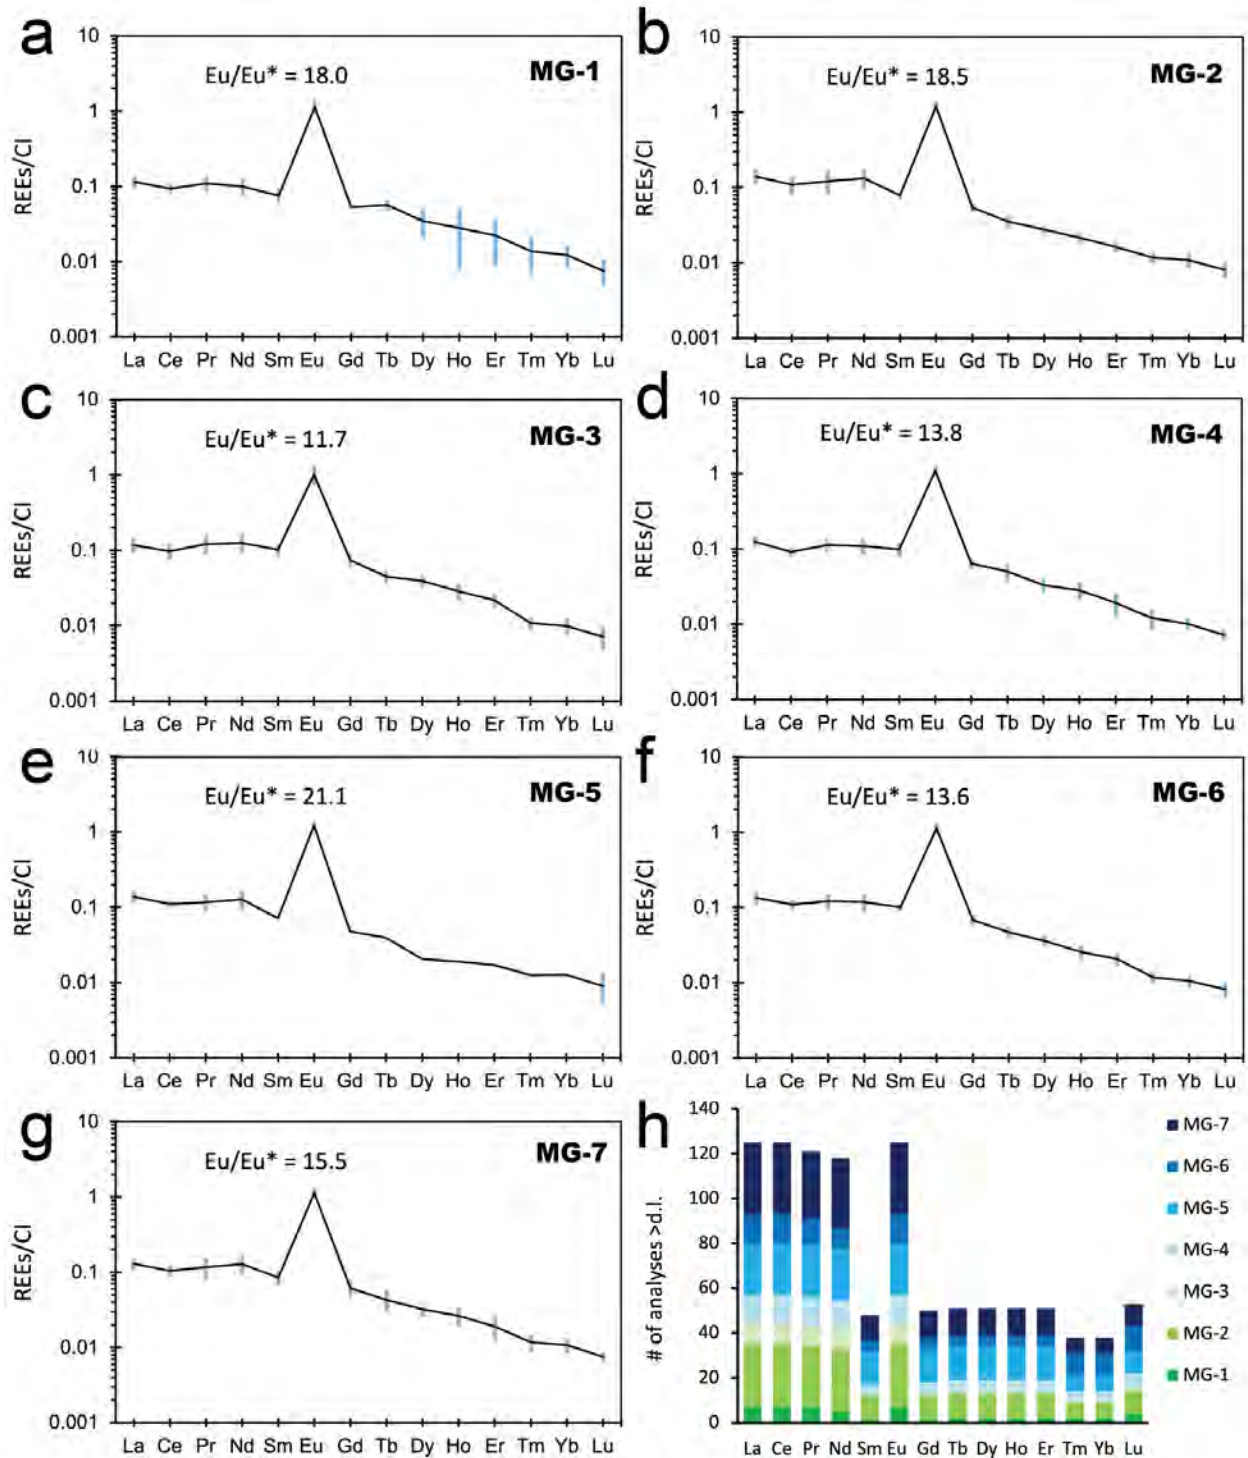 a
MG-1
Eu/Eu* = 18.0
REEs/CI
10
1
0.1
0.01
0.001
La Ce Pr Nd Sm Eu Gd Tb Dy Ho Er Tm Yb Lu
b
MG-2
Eu/Eu* = 18.5
REEs/CI
10
1
0.1
0.01
0.001
La Ce Pr Nd Sm Eu Gd Tb Dy Ho Er Tm Yb Lu
c
MG-3
Eu/Eu* = 11.7
REEs/CI
10
1
0.1
0.01
0.001
La Ce Pr Nd Sm Eu Gd Tb Dy Ho Er Tm Yb Lu
d
MG-4
Eu/Eu* = 13.8
REEs/CI
10
1
0.1
0.01
0.001
La Ce Pr Nd Sm Eu Gd Tb Dy Ho Er Tm Yb Lu
e
MG-5
Eu/Eu* = 21.1
REEs/CI
10
1
0.1
0.01
0.001
La Ce Pr Nd Sm Eu Gd Tb Dy Ho Er Tm Yb Lu
f
MG-6
Eu/Eu* = 13.6
REEs/CI
10
1
0.1
0.01
0.001
La Ce Pr Nd Sm Eu Gd Tb Dy Ho Er Tm Yb Lu
g
MG-7
Eu/Eu* = 15.5
REEs/CI
10
1
0.1
0.01
0.001
La Ce Pr Nd Sm Eu Gd Tb Dy Ho Er Tm Yb Lu
h
# of analyses >d.l.
140
120
100
80
60
40
20
0
La Ce Pr Nd Sm Eu Gd Tb Dy Ho Er Tm Yb Lu
MG-7
MG-6
MG-5
MG-4
MG-3
MG-2
MG-1